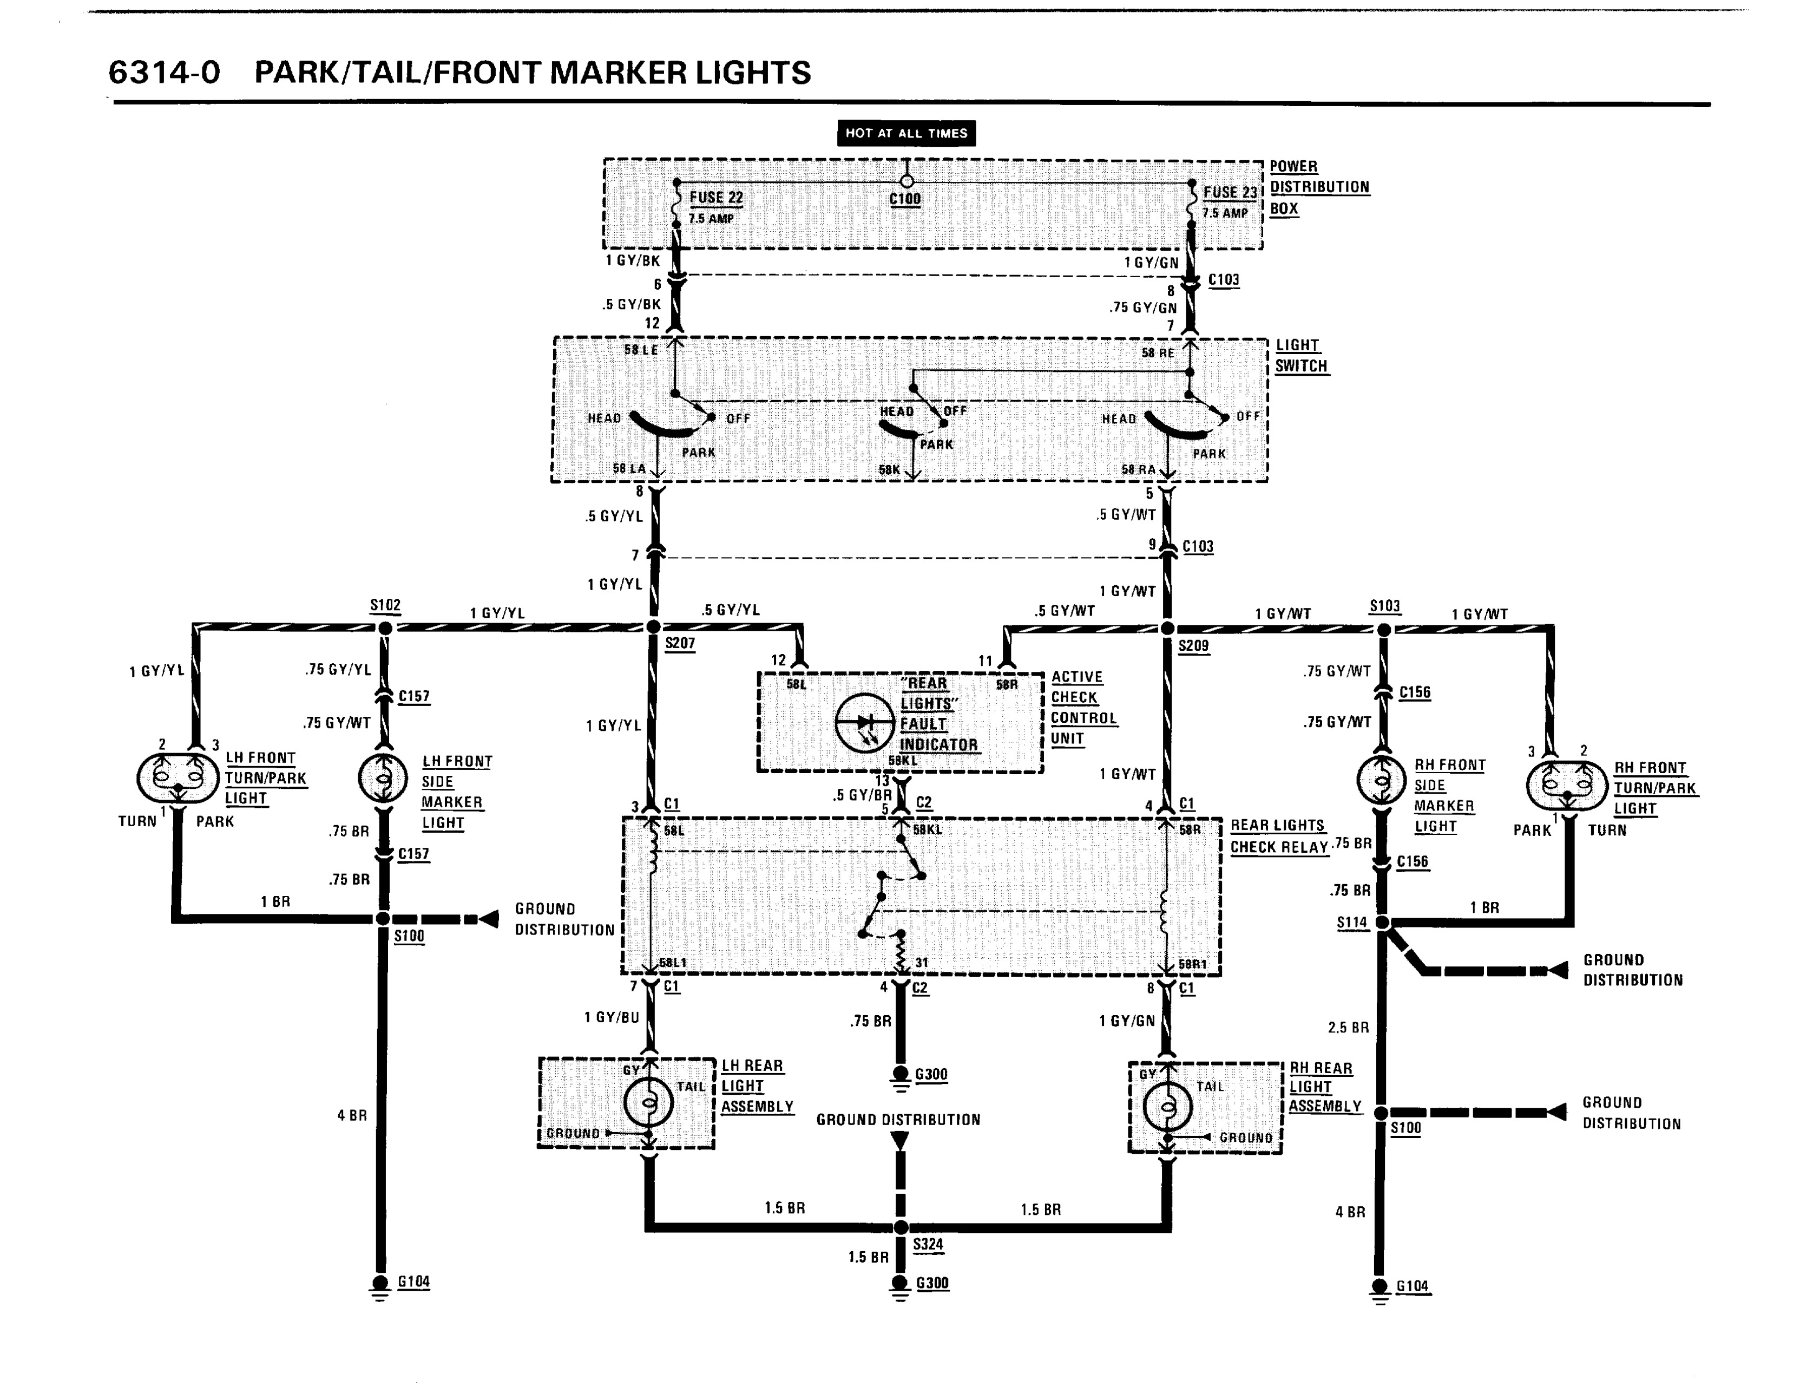 6314-0 PARK/TAIL/FRONT MARKER LIGHTS
HOT AT ALL TIMES
POWER
DISTRIBUTION
BOX
FUSE 22
7.5 AMP
C100
FUSE 23
7.5 AMP
1 GY/BK
1 GY/GN
6
8
C103
.5 GY/BK
.75 GY/GN
12
7
LIGHT
SWITCH
58 LE
58 RE
HEAD
OFF
PARK
HEAD
OFF
PARK
HEAD
OFF
PARK
58 LA
58K
58 RA
8
5
.5 GY/YL
.5 GY/WT
7
9
C103
1 GY/YL
1 GY/WT
S102
1 GY/YL
.5 GY/YL
.5 GY/WT
1 GY/WT
S103
1 GY/WT
S207
S209
1 GY/YL
.75 GY/YL
12
11
.75 GY/WT
C157
C156
.75 GY/WT
.75 GY/WT
58L
"REAR
LIGHTS"
FAULT
INDICATOR
58R
58KL
ACTIVE
CHECK
CONTROL
UNIT
1 GY/YL
1 GY/WT
2
3
LH FRONT
TURN/PARK
LIGHT
TURN
1
PARK
LH FRONT
SIDE
MARKER
LIGHT
13
.5 GY/BR
3
C1
5
C2
4
C1
RH FRONT
SIDE
MARKER
LIGHT
3
2
RH FRONT
TURN/PARK
LIGHT
PARK
1
TURN
58L
58KL
58R
REAR LIGHTS
CHECK RELAY
.75 BR
C157
.75 BR
.75 BR
C156
.75 BR
1 BR
S100
GROUND
DISTRIBUTION
S114
1 BR
GROUND
DISTRIBUTION
58L1
31
58R1
7
C1
4
C2
8
C1
1 GY/BU
.75 BR
1 GY/GN
2.5 BR
G300
GY
TAIL
GROUND
LH REAR
LIGHT
ASSEMBLY
GY
TAIL
GROUND
RH REAR
LIGHT
ASSEMBLY
4 BR
GROUND DISTRIBUTION
S100
GROUND
DISTRIBUTION
1.5 BR
1.5 BR
4 BR
S324
1.5 BR
G104
G300
G104